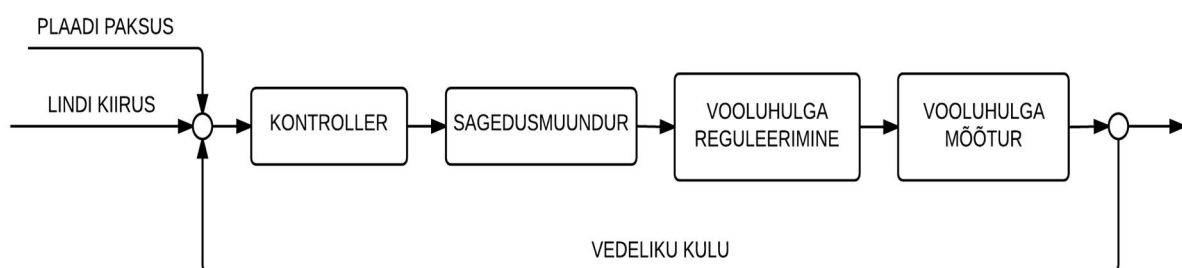 PLAADI PAKSUS
LINDI KIIRUS
KONTROLLER
SAGEDUSMUUNDUR
VOOLUHULGA
REGULEERIMINE
VOOLUHULGA
MÕÕTUR
VEDELIKU KULU